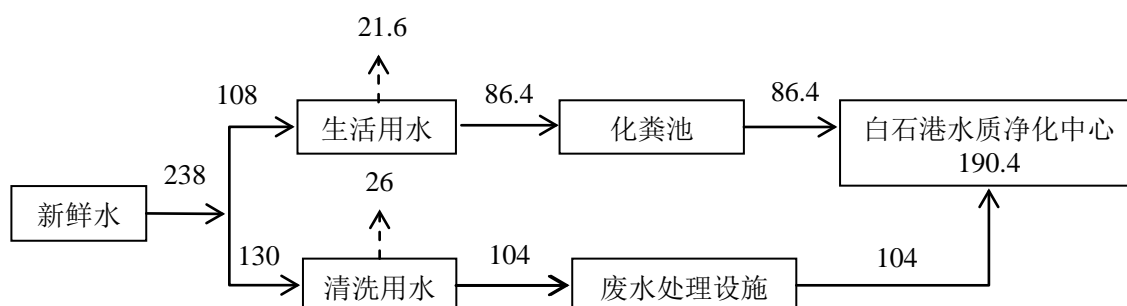 21.6
108
生活用水
86.4
化粪池
86.4
白石港水质净化中心
190.4
238
新鲜水
26
130
清洗用水
104
废水处理设施
104